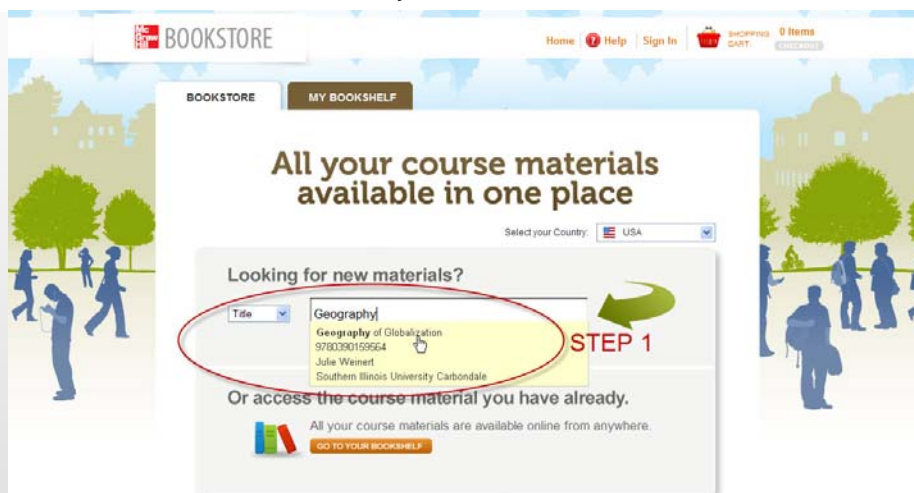 Mc
Graw
Hill
BOOKSTORE
Home
Help
Sign In
SHOPPING CART:
0 Items
CHECKOUT
BOOKSTORE
MY BOOKSHELF
All your course materials
available in one place
Select your Country:
USA
Looking for new materials?
Title
Geography
Geography of Globalization
9780390159564
Julie Weinert
Southern Illinois University Carbondale
STEP 1
Or access the course material you have already.
All your course materials are available online from anywhere.
GO TO YOUR BOOKSHELF